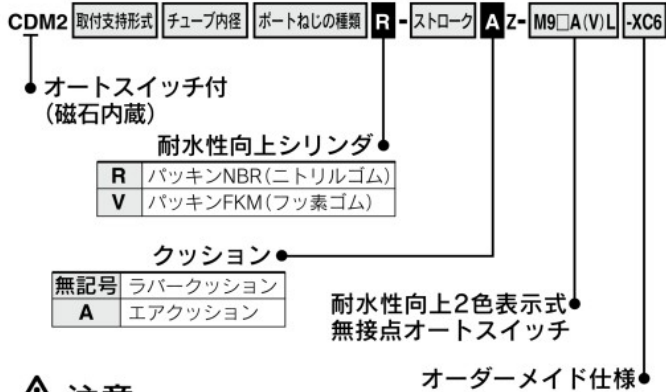 CDM2 取付支持形式 チューブ内径 ポートねじの種類 R - ストローク A Z- M9□A(V)L -XC6
オートスイッチ付
(磁石内蔵)
耐水性向上シリンダ
R パッキンNBR(ニトリルゴム)
V パッキンFKM(フッ素ゴム)
クッション
無記号 ラバークッション
A エアクッション
耐水性向上2色表示式
無接点オートスイッチ
オーダーメイド仕様